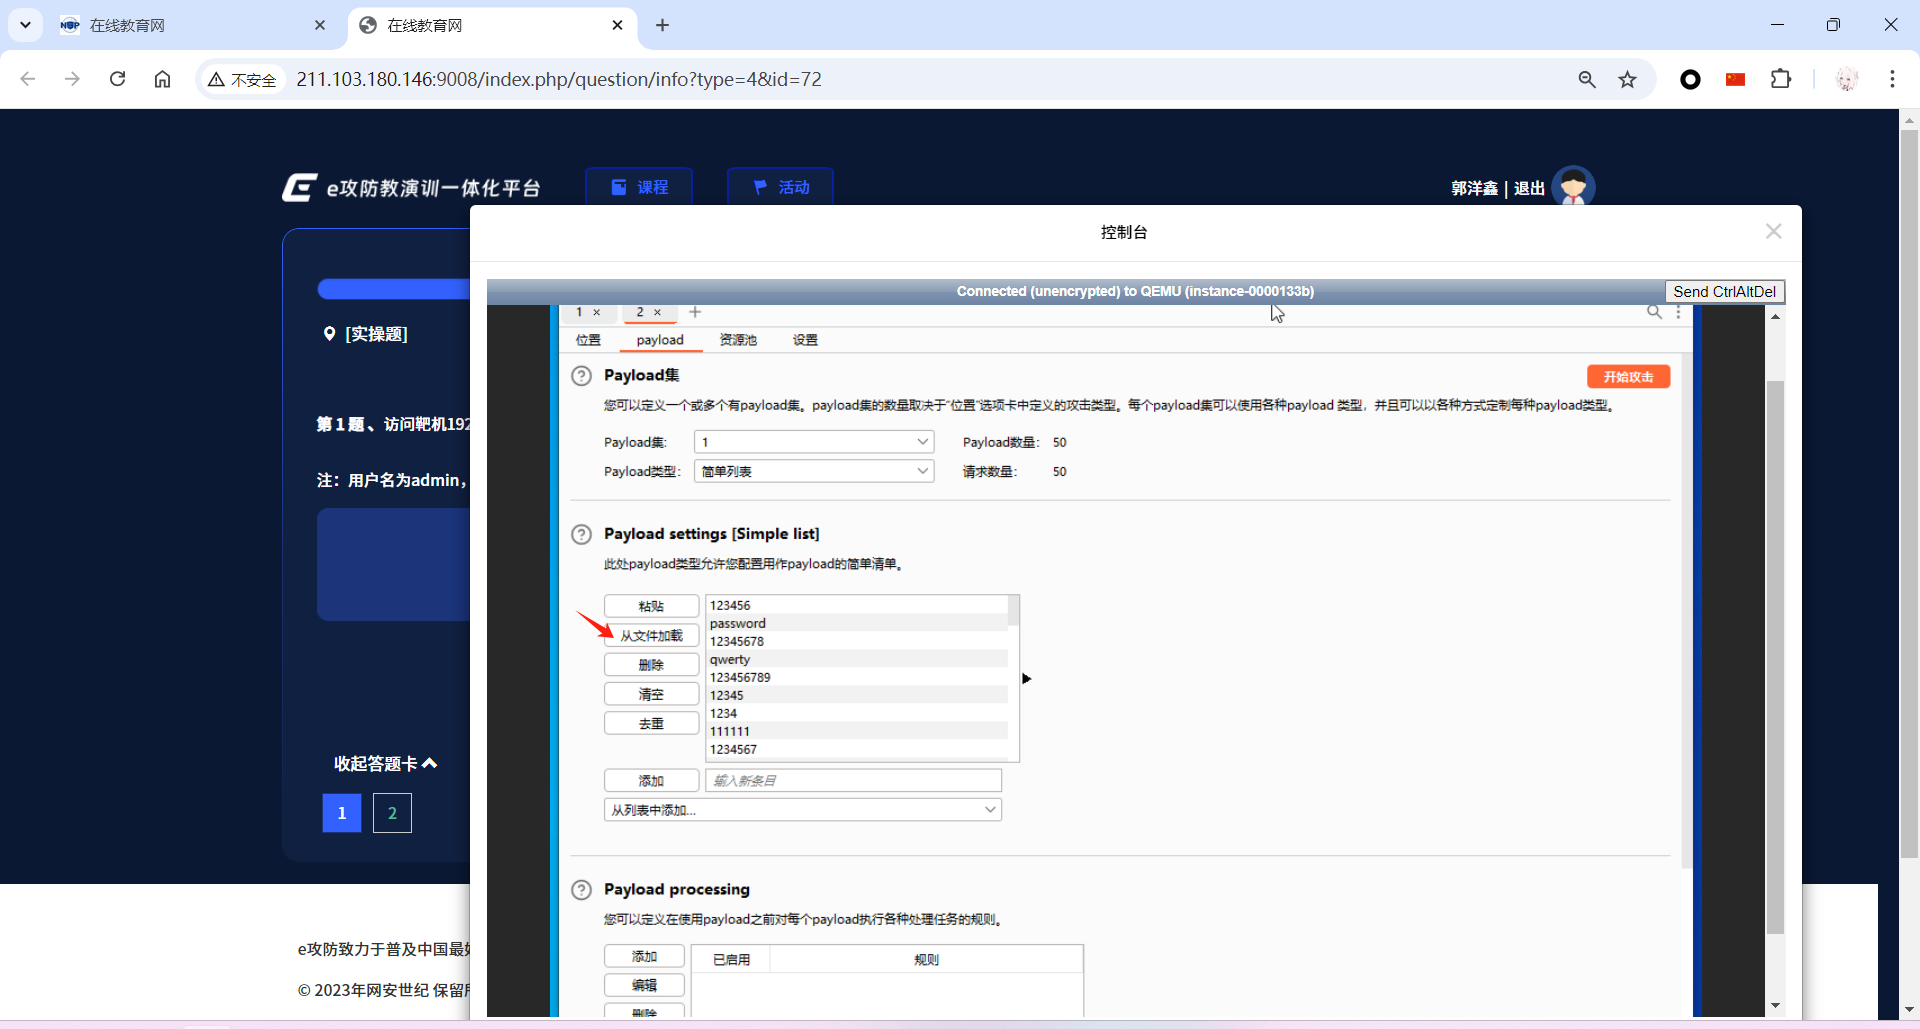 在线教育网
在线教育网
不安全
211.103.180.146:9008/index.php/question/info?type=4&id=72
e攻防教演训一体化平台
课程
活动
郭洋鑫 | 退出
控制台
Connected (unencrypted) to QEMU (instance-0000133b)
Send CtrlAltDel
[实操题]
第1题、访问靶机192
注：用户名为admin，
收起答题卡
1
2
e攻防致力于普及中国最
© 2023年网安世纪 保留
1 ×
2 ×
位置
payload
资源池
设置
Payload集
开始攻击
您可以定义一个或多个有payload集。payload集的数量取决于“位置”选项卡中定义的攻击类型。每个payload集可以使用各种payload 类型，并且可以以各种方式定制每种payload类型。
Payload集:
1
Payload数量:
50
Payload类型:
简单列表
请求数量:
50
Payload settings [Simple list]
此处payload类型允许您配置用作payload的简单清单。
粘贴
从文件加载
删除
清空
去重
123456
password
12345678
qwerty
123456789
12345
1234
111111
1234567
添加
输入新条目
从列表中添加...
Payload processing
您可以定义在使用payload之前对每个payload执行各种处理任务的规则。
添加
已启用
规则
编辑
删除